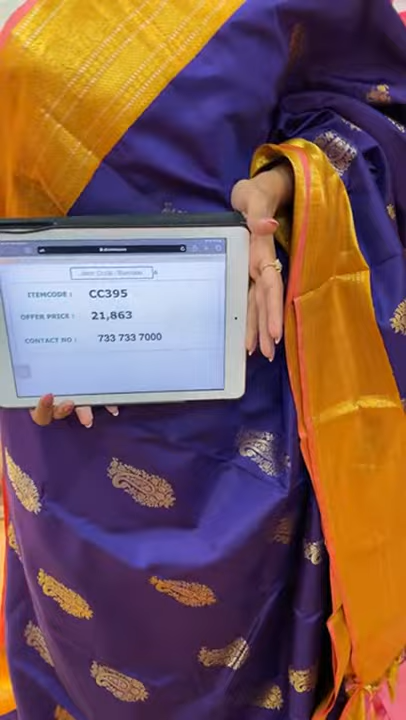 ITEMCODE : CC395
OFFER PRICE : 21,863
CONTACT NO : 733 733 7000